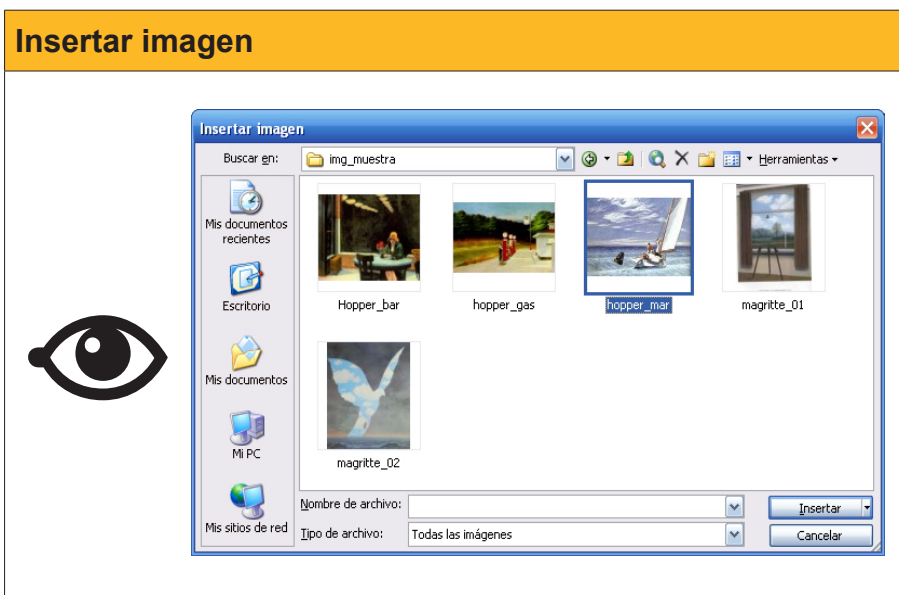 Insertar imagen
Insertar imagen
Buscar en:
img_muestra
Herramientas
Mis documentos
recientes
Escritorio
Mis documentos
Mi PC
Mis sitios de red
Hopper_bar
hopper_gas
hopper_mar
magritte_01
magritte_02
Nombre de archivo:
Insertar
Tipo de archivo:
Todas las imágenes
Cancelar